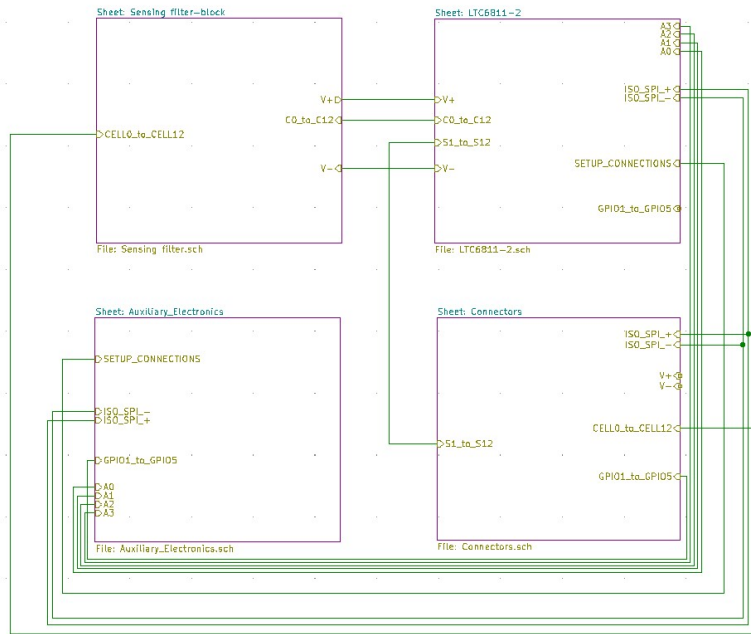 Sheet: Sensing filter-block
V+
C0_to_C12
CELL0_to_CELL12
V-
File: Sensing filter.sch
Sheet: LTC6811-2
A3
A2
A1
A0
ISO_SPI_+
ISO_SPI_-
V+
C0_to_C12
S1_to_S12
SETUP_CONNECTIONS
V-
GPIO1_to_GPIO5
File: LTC6811-2.sch
Sheet: Auxiliary_Electronics
SETUP_CONNECTIONS
ISO_SPI_-
ISO_SPI_+
GPIO1_to_GPIO5
A0
A1
A2
A3
File: Auxiliary_Electronics.sch
Sheet: Connectors
ISO_SPI_+
ISO_SPI_-
V+
V-
CELL0_to_CELL12
S1_to_S12
GPIO1_to_GPIO5
File: Connectors.sch